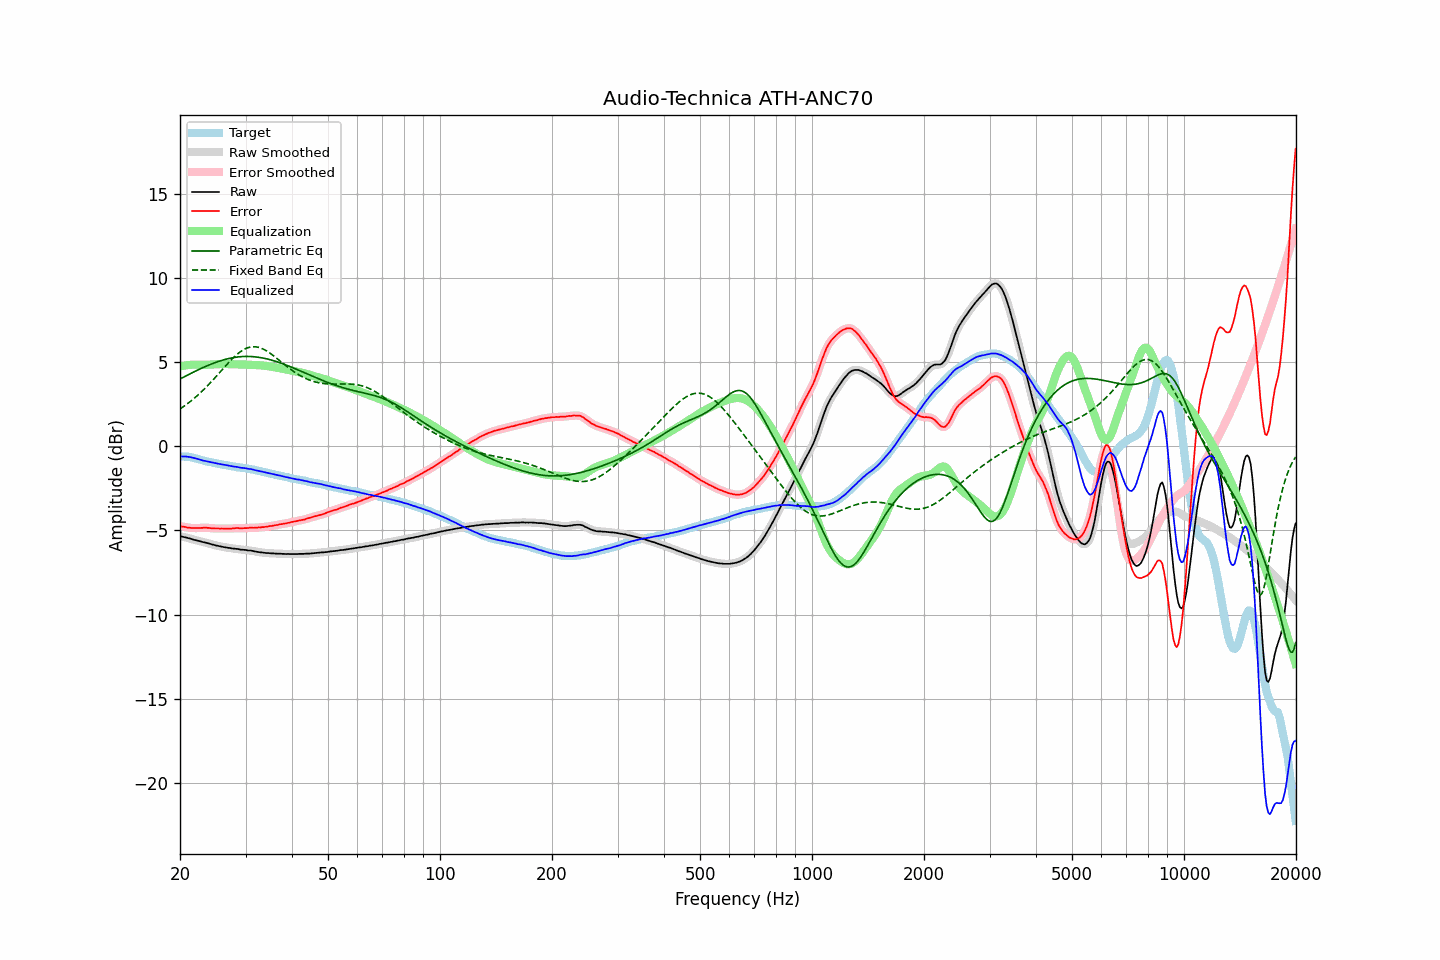 Audio-Technica ATH-ANC70
Target
Raw Smoothed
Error Smoothed
Raw
Error
Equalization
Parametric Eq
Fixed Band Eq
Equalized
Amplitude (dBr)
15
10
5
0
−5
−10
−15
−20
20 50 100 200 500 1000 2000 5000 10000 20000
Frequency (Hz)